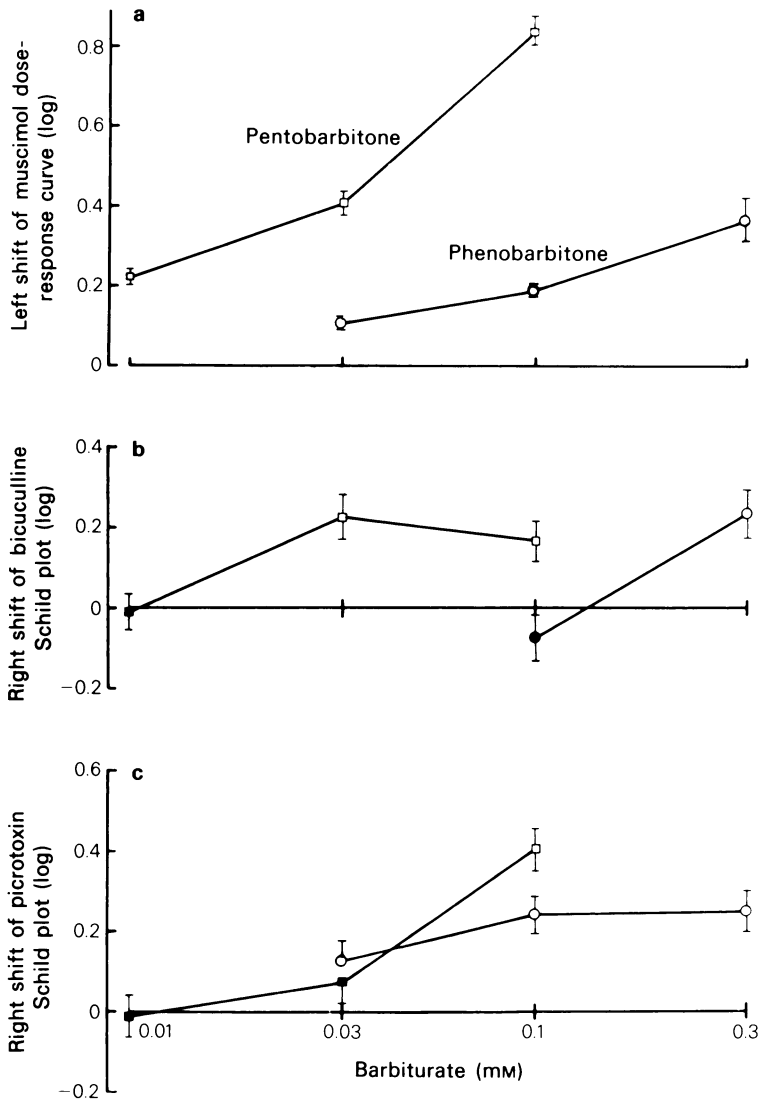 a
Left shift of muscimol dose-
response curve (log)
0.8
0.6
0.4
0.2
0
Pentobarbitone
Phenobarbitone
b
Right shift of bicuculline
Schild plot (log)
0.4
0.2
0
−0.2
c
Right shift of picrotoxin
Schild plot (log)
0.6
0.4
0.2
0
−0.2
0.01 0.03 0.1 0.3
Barbiturate (mM)